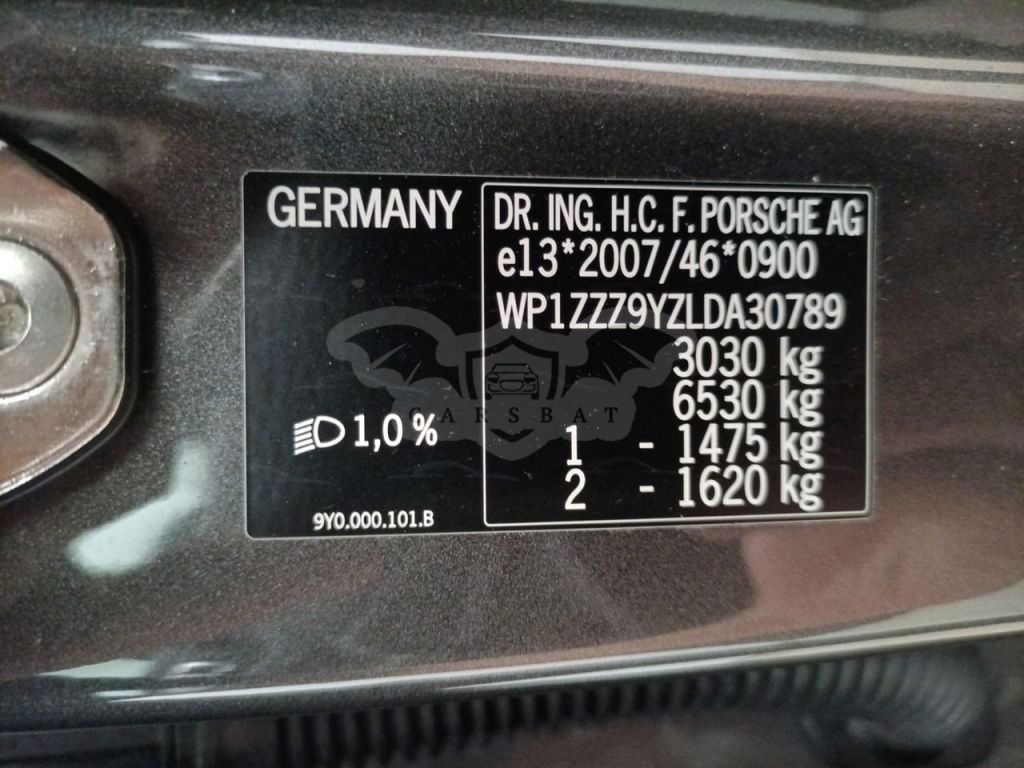 GERMANY
1,0 %
9Y0.000.101.B
DR. ING. H.C. F. PORSCHE AG
e13*2007/46*0900
WP1ZZZ9YZLDA30789
3030 kg
6530 kg
1 - 1475 kg
2 - 1620 kg
CARSBAT